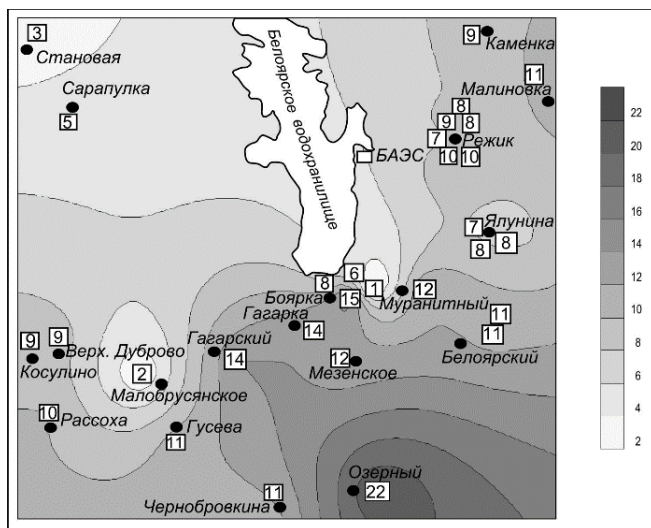 3
Становая
Сарапулка
5
Белоярское водохранилище
БАЭС
9
Каменка
11
Малиновка
8
9 8
7
Режик
10 10
7
Ялунина
8 8
6
1
8
Боярка
15
12
Муранитный
Гагарка
14
11
11
Белоярский
9
Косулино
9
Верх. Дуброво
2
Малобрусянское
Гагарский
14
12
Мезенское
10
Рассоха
Гусева
11
11
Чернобровкина
Озерный
22
22
20
18
16
14
12
10
8
6
4
2